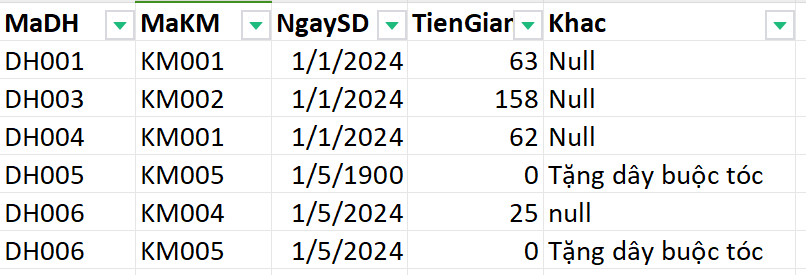 MaDH MaKM NgaySD TienGian Khac
DH001 KM001 1/1/2024 63 Null
DH003 KM002 1/1/2024 158 Null
DH004 KM001 1/1/2024 62 Null
DH005 KM005 1/5/1900 0 Tặng dây buộc tóc
DH006 KM004 1/5/2024 25 null
DH006 KM005 1/5/2024 0 Tặng dây buộc tóc